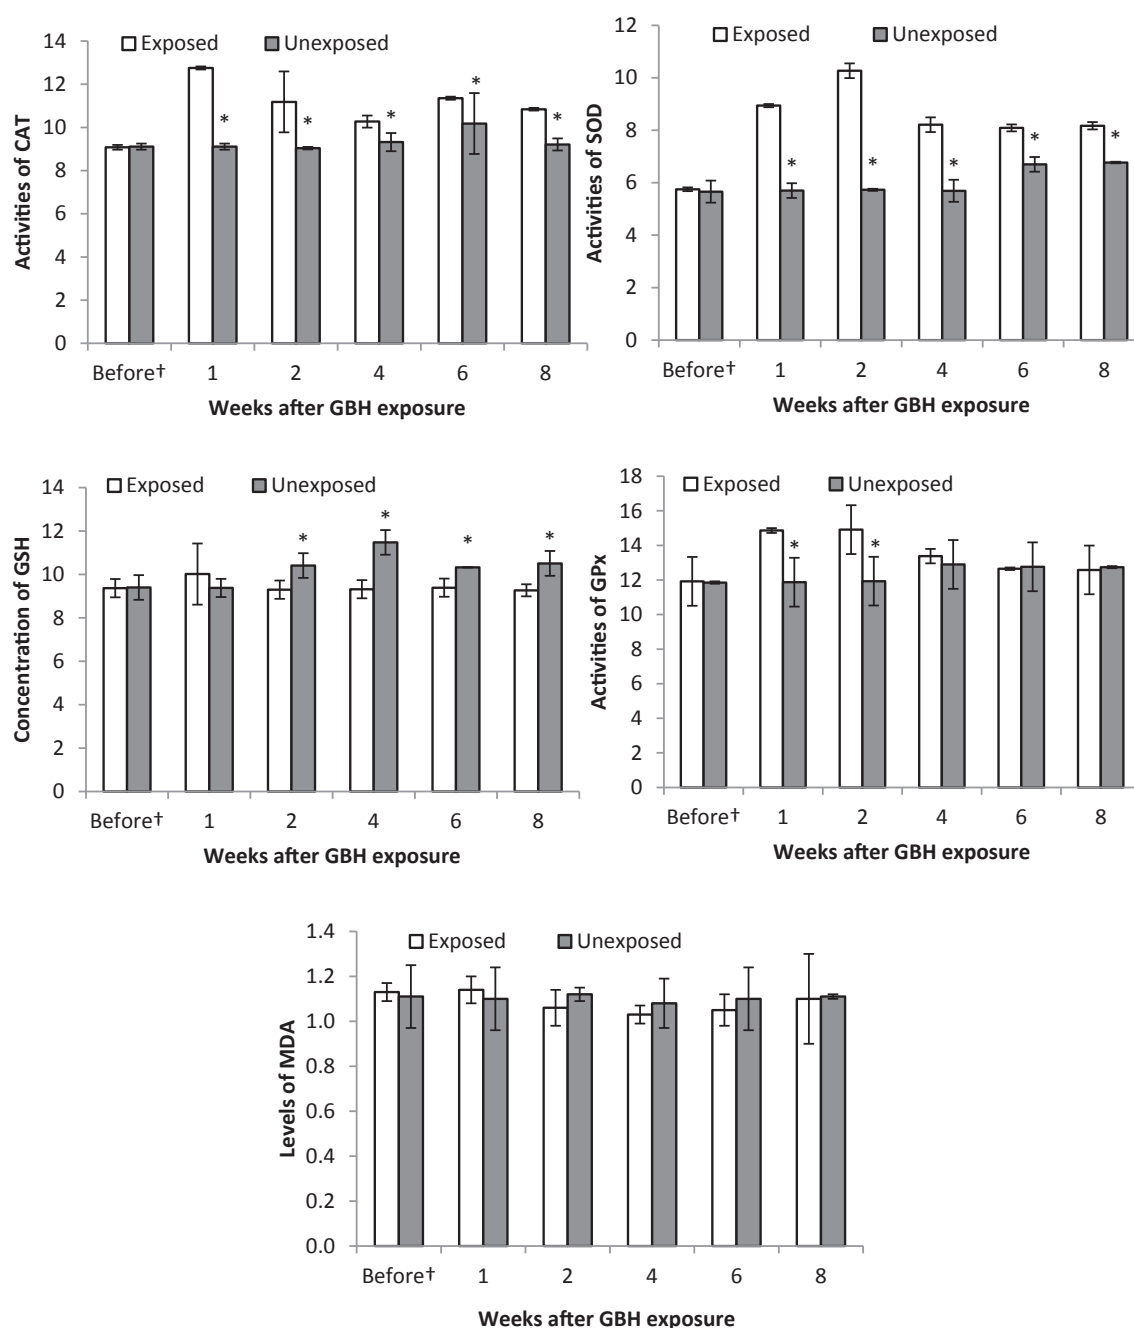 Exposed Unexposed
Activities of CAT
14
12
10
8
6
4
2
0
* * * * *
Before† 1 2 4 6 8
Weeks after GBH exposure
Exposed Unexposed
Activities of SOD
12
10
8
6
4
2
0
* * * * *
Before† 1 2 4 6 8
Weeks after GBH exposure
Exposed Unexposed
Concentration of GSH
14
12
10
8
6
4
2
0
* * * *
Before† 1 2 4 6 8
Weeks after GBH exposure
Exposed Unexposed
Activities of GPx
18
16
14
12
10
8
6
4
2
0
* *
Before† 1 2 4 6 8
Weeks after GBH exposure
Exposed Unexposed
Levels of MDA
1.4
1.2
1.0
0.8
0.6
0.4
0.2
0.0
Before† 1 2 4 6 8
Weeks after GBH exposure